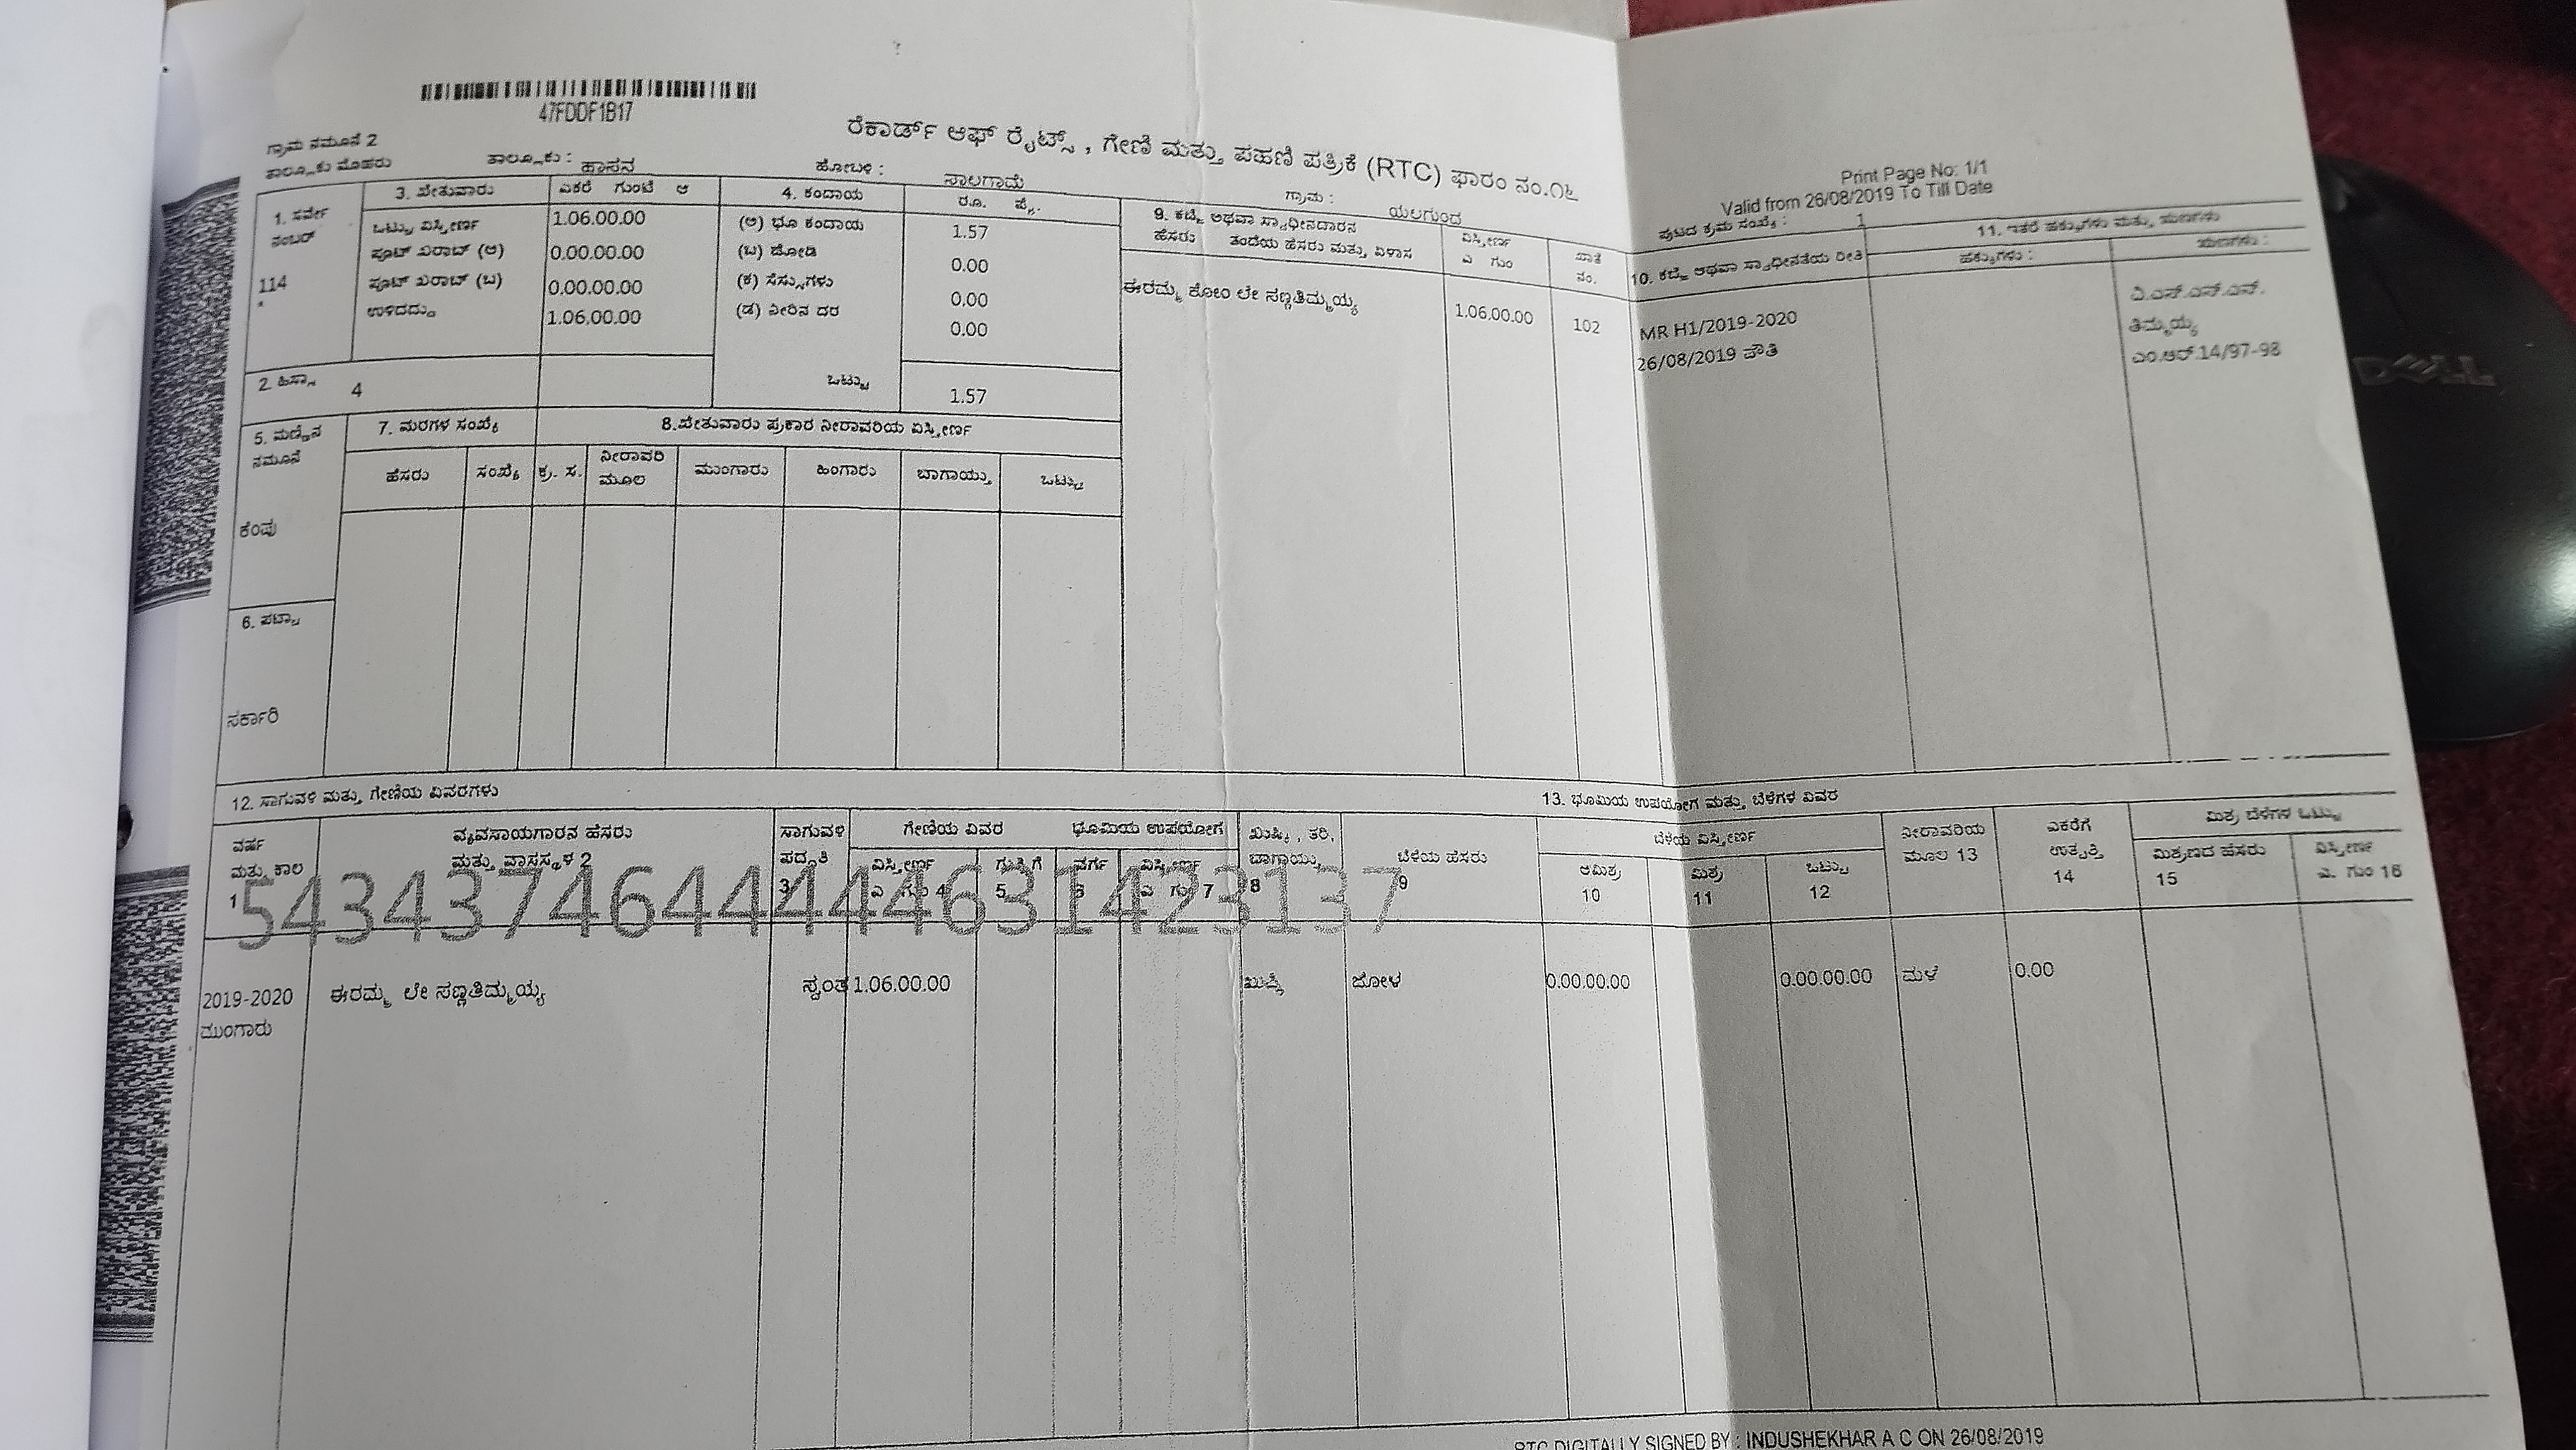 47FDDF1B17
ಗ್ರಾಮ ನಮೂನೆ 2
ರೆಕಾರ್ಡ್ ಆಫ್ ರೈಟ್ಸ್ , ಗೇಣಿ ಮತ್ತು ಪಹಣಿ ಪತ್ರಿಕೆ (RTC) ಫಾರಂ ನಂ.೧೬
Print Page No: 1/1
Valid from 26/08/2019 To Till Date
ತಾಲ್ಲೂಕು ಮೊಹರು ತಾಲ್ಲೂಕು : ಹಾಸನ ಹೋಬಳಿ : ಸಾಲಗಾಮೆ ಗ್ರಾಮ : ಯಲಗುಂದ ಪುಟದ ಕ್ರಮ ಸಂಖ್ಯೆ : 1
1. ಸರ್ವೆ ನಂಬರ್
114
*
2. ಹಿಸ್ಸಾ 4
3. ಖೇತುವಾರು ಎಕರೆ ಗುಂಟೆ ಆ
ಒಟ್ಟು ವಿಸ್ತೀರ್ಣ 1.06.00.00
ಪೂಟ್ ಖರಾಬ್ (ಅ) 0.00.00.00
ಪೂಟ್ ಖರಾಬ್ (ಬ) 0.00.00.00
ಉಳಿದದ್ದು 1.06.00.00
4. ಕಂದಾಯ ರೂ. ಪೈ.
(ಅ) ಭೂ ಕಂದಾಯ 1.57
(ಬ) ಜೋಡಿ 0.00
(ಕ) ಸೆಸ್ಸುಗಳು 0.00
(ಡ) ನೀರಿನ ದರ 0.00
ಒಟ್ಟು 1.57
5. ಮಣ್ಣಿನ ನಮೂನೆ
ಕೆಂಪು
6. ಪಟ್ಟಾ
ಸರ್ಕಾರಿ
7. ಮರಗಳ ಸಂಖ್ಯೆ
ಹೆಸರು ಸಂಖ್ಯೆ
8.ಖೇತುವಾರು ಪ್ರಕಾರ ನೀರಾವರಿಯ ವಿಸ್ತೀರ್ಣ
ಕ್ರ. ಸ. ನೀರಾವರಿ ಮೂಲ ಮುಂಗಾರು ಹಿಂಗಾರು ಬಾಗಾಯ್ತು ಒಟ್ಟು
9. ಕಬ್ಜೆ ಅಥವಾ ಸ್ವಾಧೀನದಾರನ
ಹೆಸರು ತಂದೆಯ ಹೆಸರು ಮತ್ತು ವಿಳಾಸ
ವಿಸ್ತೀರ್ಣ
ಎ ಗುಂ
ಖಾತೆ
ನಂ.
ಈರಮ್ಮ ಕೋಂ ಲೇ ಸಣ್ಣತಿಮ್ಮಯ್ಯ 1.06.00.00 102
10. ಕಬ್ಜೆ ಅಥವಾ ಸ್ವಾಧೀನತೆಯ ರೀತಿ
MR H1/2019-2020
26/08/2019 ಪೌತಿ
11. ಇತರೆ ಹಕ್ಕುಗಳು ಮತ್ತು ಋಣಗಳು
ಹಕ್ಕುಗಳು : ಋಣಗಳು :
ವಿ.ಎಸ್.ಎಸ್.ಎನ್.
ತಿಮ್ಮಯ್ಯ
ಎಂ.ಆರ್.14/97-98
12. ಸಾಗುವಳಿ ಮತ್ತು ಗೇಣಿಯ ವಿವರಗಳು
13. ಭೂಮಿಯ ಉಪಯೋಗ ಮತ್ತು ಬೆಳೆಗಳ ವಿವರ
ವರ್ಷ ಮತ್ತು ಕಾಲ 1
ವ್ಯವಸಾಯಗಾರನ ಹೆಸರು ಮತ್ತು ವಾಸಸ್ಥಳ 2
ಸಾಗುವಳಿ ಪದ್ಧತಿ 3
ಗೇಣಿಯ ವಿವರ
ವಿಸ್ತೀರ್ಣ ಎ ಗುಂ 4
ಗುತ್ತಿಗೆ 5
ಭೂಮಿಯ ಉಪಯೋಗ
ವರ್ಗ 6
ವಿಸ್ತೀರ್ಣ ಎ ಗುಂ 7
ಖುಷ್ಕಿ , ತರಿ, ಬಾಗಾಯ್ತು 8
ಬೆಳೆಯ ಹೆಸರು 9
ಬೆಳೆಯ ವಿಸ್ತೀರ್ಣ
ಅಮಿಶ್ರ 10
ಮಿಶ್ರ 11
ಒಟ್ಟು 12
ನೀರಾವರಿಯ ಮೂಲ 13
ಎಕರೆಗೆ ಉತ್ಪತ್ತಿ 14
ಮಿಶ್ರ ಬೆಳೆಗಳ ಒಟ್ಟು
ಮಿಶ್ರಣದ ಹೆಸರು 15
ವಿಸ್ತೀರ್ಣ ಎ. ಗುಂ 16
5434374644444631423137
2019-2020 ಈರಮ್ಮ ಲೇ ಸಣ್ಣತಿಮ್ಮಯ್ಯ ಸ್ವಂತ 1.06.00.00 ಖುಷ್ಕಿ ಜೋಳ 0.00.00.00 0.00.00.00 ಮಳೆ 0.00
ಮುಂಗಾರು
RTC DIGITALLY SIGNED BY : INDUSHEKHAR A C ON 26/08/2019
DELL